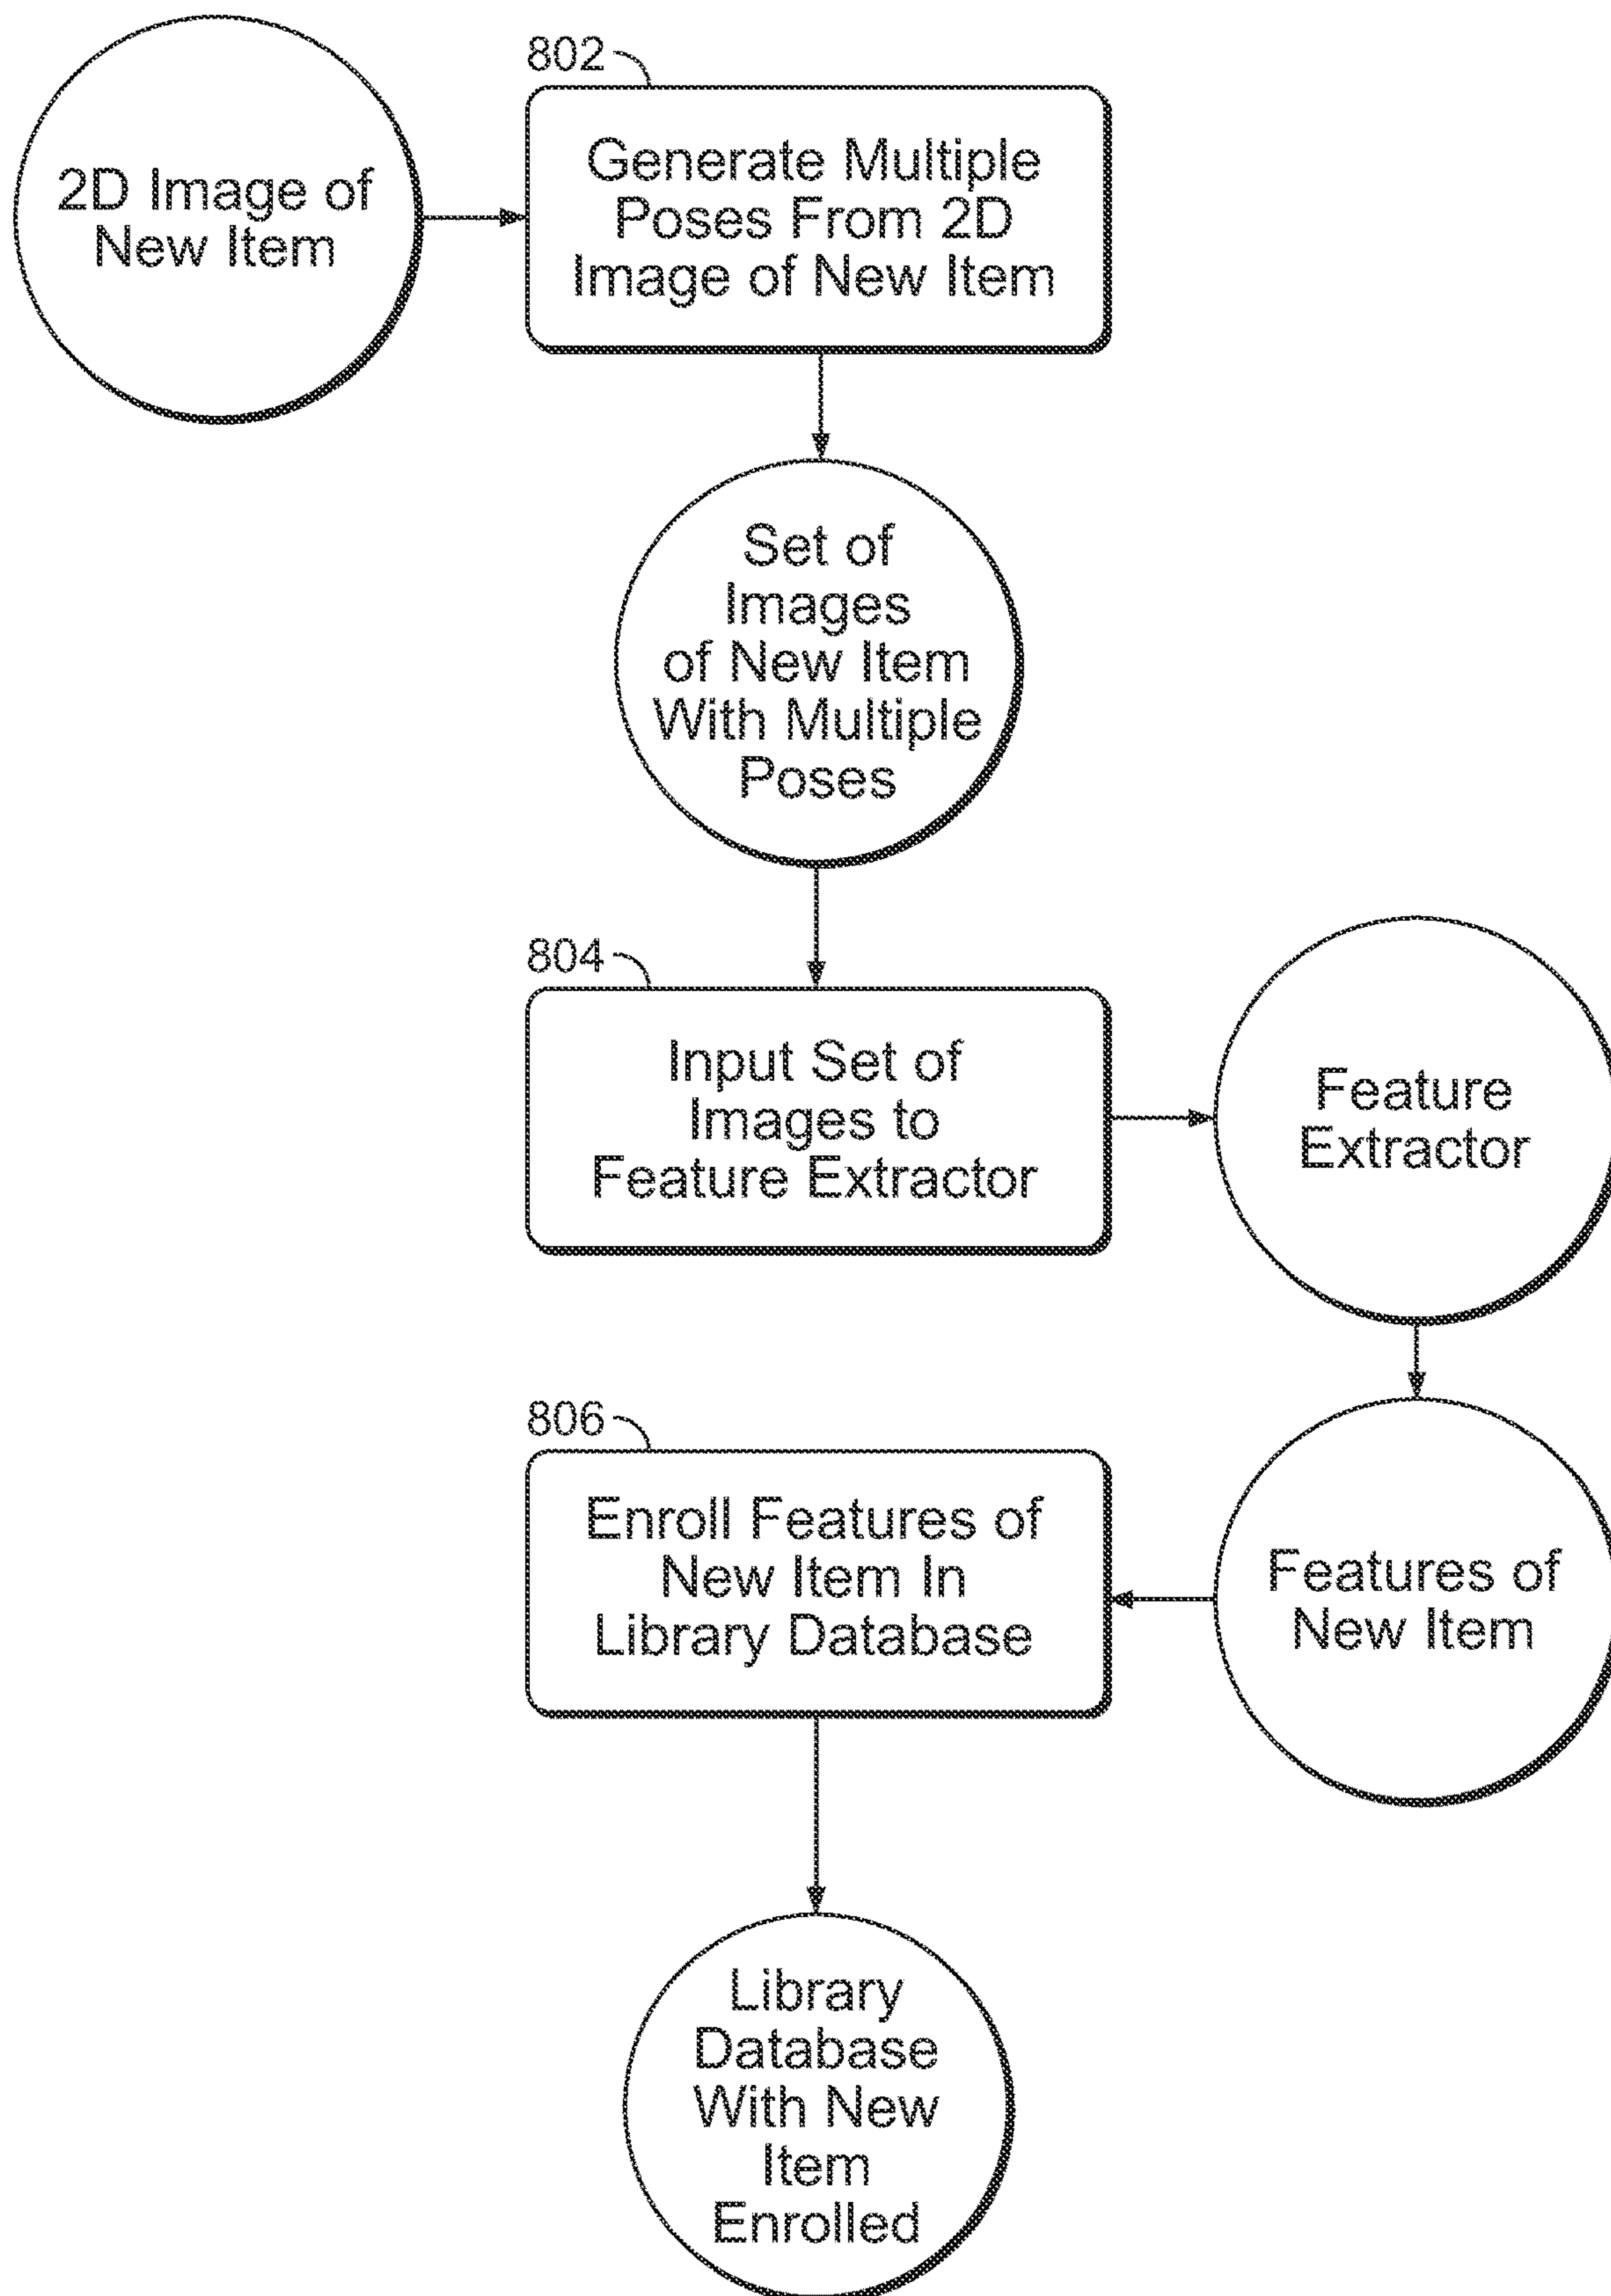 2D Image of
New Item
802
Generate Multiple
Poses From 2D
Image of New Item
Set of
Images
of New Item
With Multiple
Poses
804
Input Set of
Images to
Feature Extractor
Feature
Extractor
806
Enroll Features of
New Item In
Library Database
Features of
New Item
Library
Database
With New
Item
Enrolled